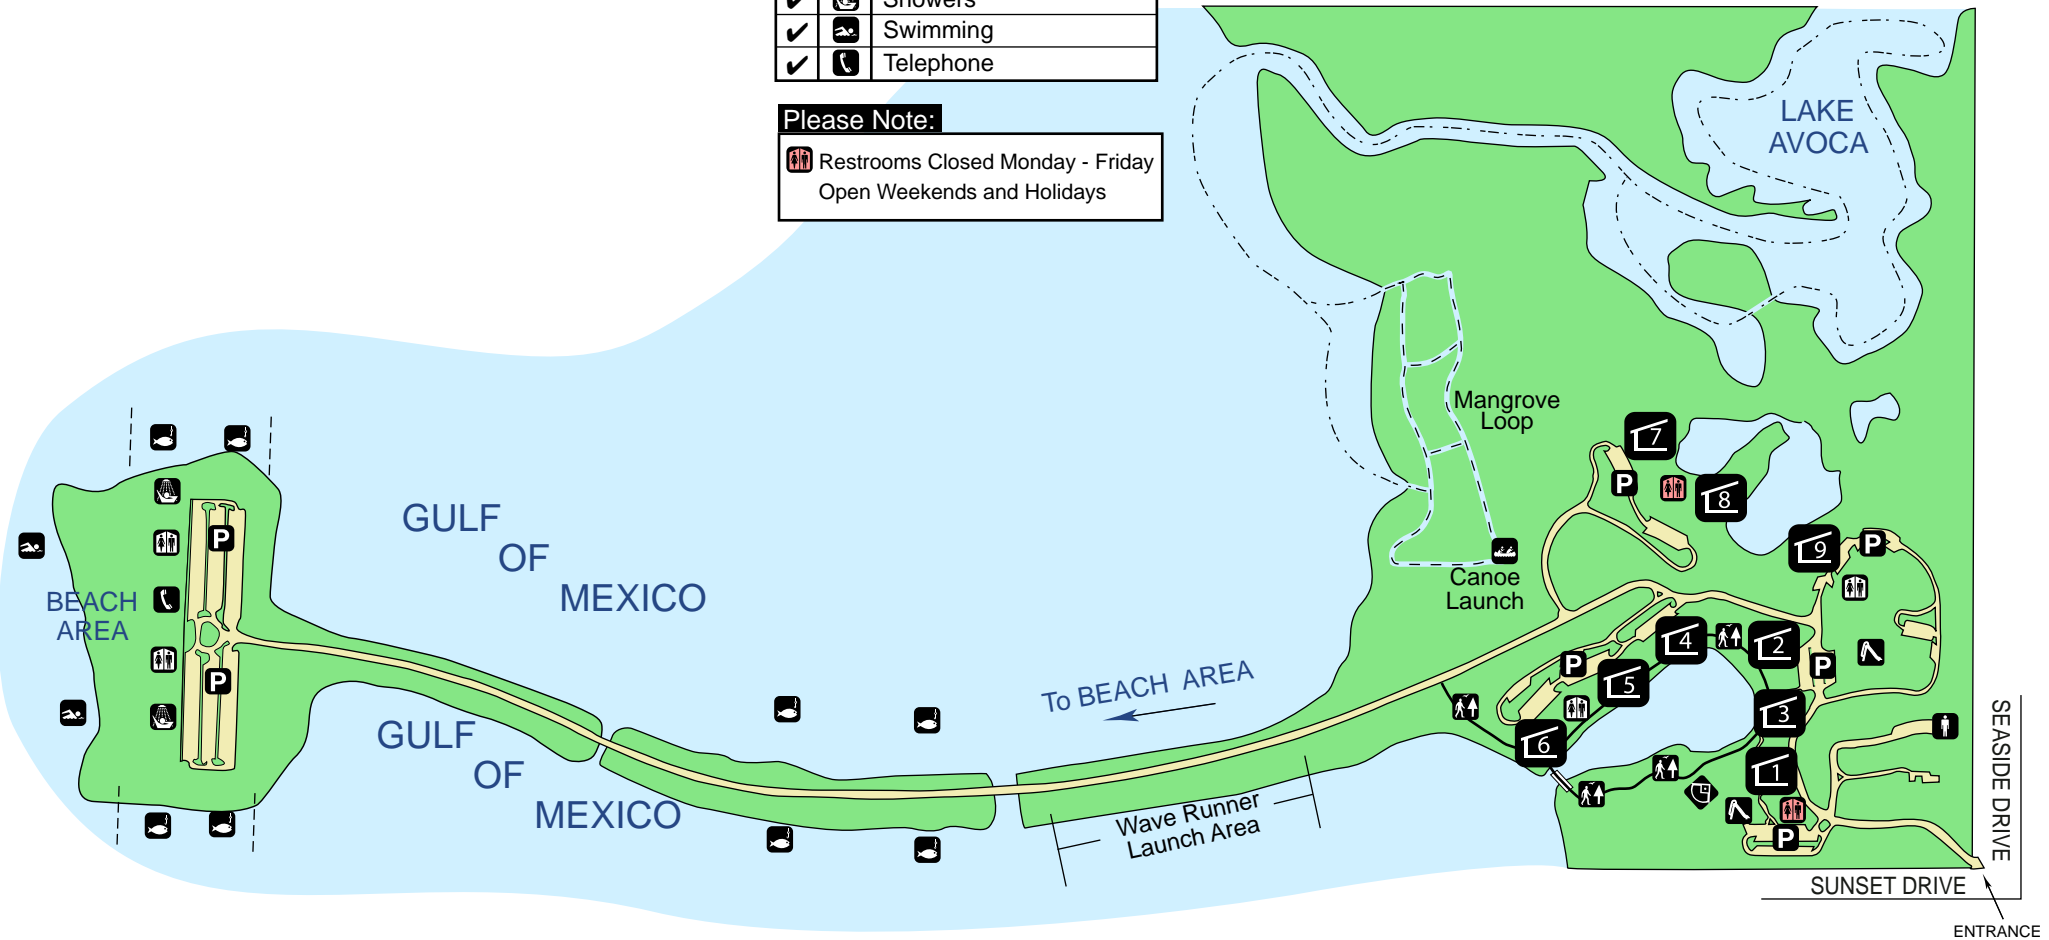 Showers
Swimming
Telephone
Please Note:
Restrooms Closed Monday - Friday
Open Weekends and Holidays
LAKE
AVOCA
Mangrove
Loop
Canoe
Launch
GULF
OF
MEXICO
BEACH
AREA
GULF
OF
MEXICO
To BEACH AREA
Wave Runner
Launch Area
7
8
9
4
2
5
3
6
1
P
P
P
P
P
P
P
SEASIDE DRIVE
SUNSET DRIVE
ENTRANCE